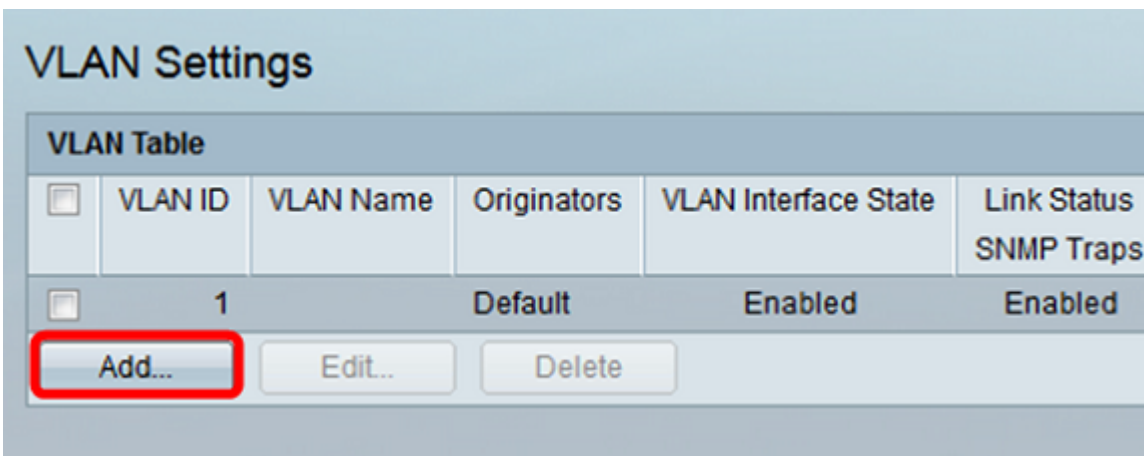 VLAN Settings
VLAN Table
VLAN ID VLAN Name Originators VLAN Interface State Link Status
SNMP Traps
1 Default Enabled Enabled
Add... Edit... Delete